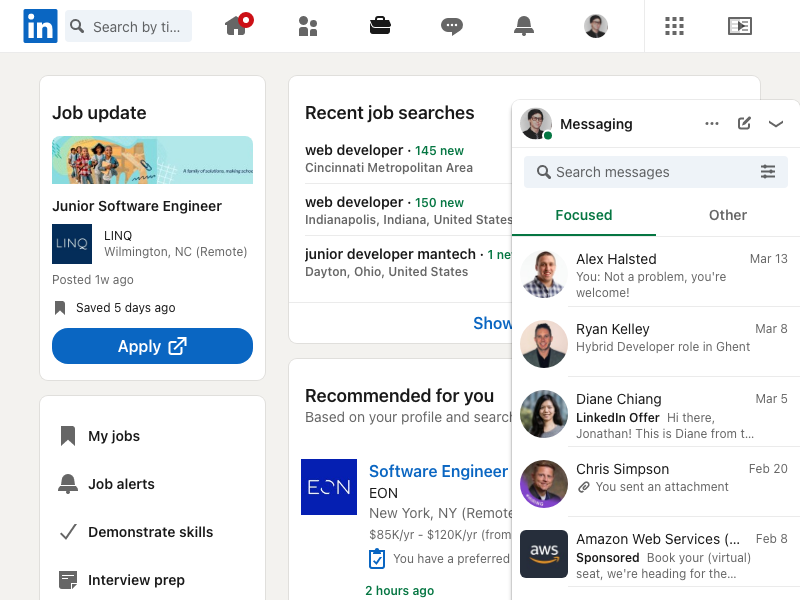 in
Search by ti...
Job update
A family of solutions, making schoo
Junior Software Engineer
LINQ
LINQ
Wilmington, NC (Remote)
Posted 1w ago
Saved 5 days ago
Apply
My jobs
Job alerts
Demonstrate skills
Interview prep
Recent job searches
web developer · 145 new
Cincinnati Metropolitan Area
web developer · 150 new
Indianapolis, Indiana, United States
junior developer mantech · 1 ne
Dayton, Ohio, United States
Show
Recommended for you
Based on your profile and search
EON
Software Engineer
EON
New York, NY (Remote
$85K/yr - $120K/yr (from
You have a preferred
2 hours ago
Messaging
Search messages
Focused
Other
Alex Halsted
Mar 13
You: Not a problem, you're
welcome!
Ryan Kelley
Mar 8
Hybrid Developer role in Ghent
Diane Chiang
Mar 5
LinkedIn Offer Hi there,
Jonathan! This is Diane from t...
Chris Simpson
Feb 20
You sent an attachment
aws
Amazon Web Services (...
Feb 8
Sponsored Book your (virtual)
seat, we're heading for the...